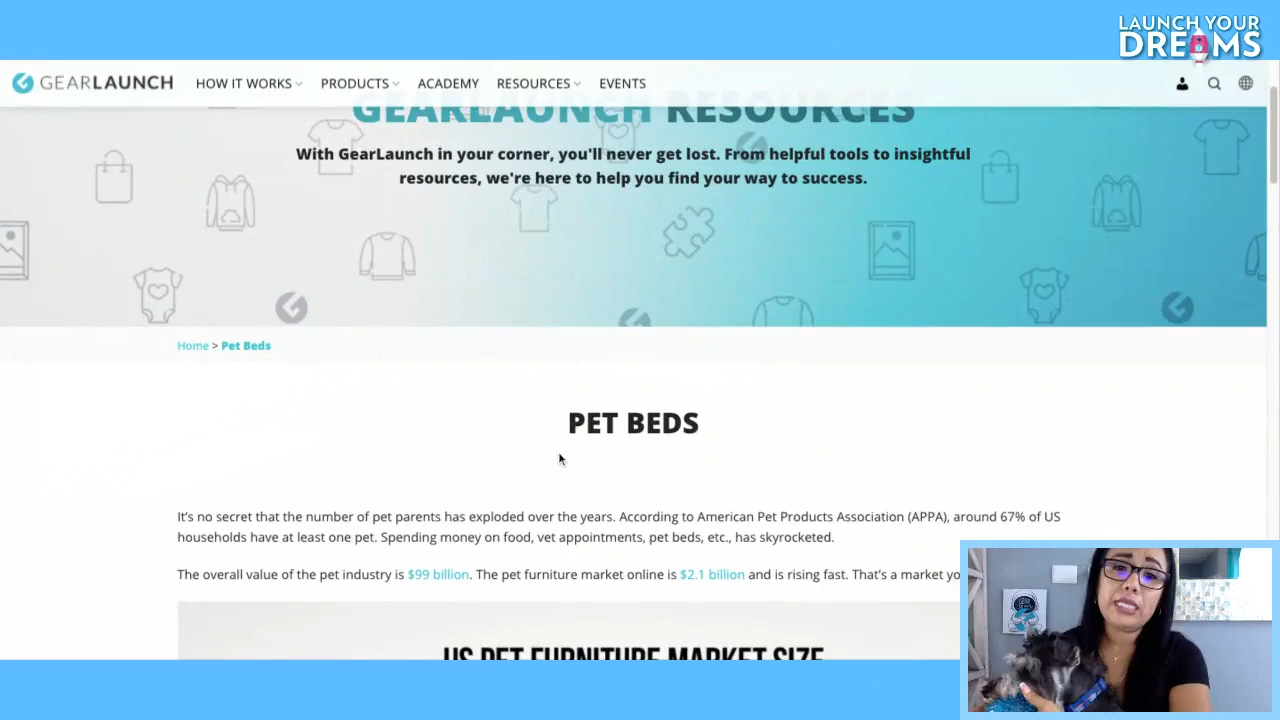 LAUNCH YOUR
DREAMS
GEARLAUNCH
HOW IT WORKS
PRODUCTS
ACADEMY
RESOURCES
EVENTS
GEARLAUNCH RESOURCES
With GearLaunch in your corner, you'll never get lost. From helpful tools to insightful
resources, we're here to help you find your way to success.
Home > Pet Beds
PET BEDS
It's no secret that the number of pet parents has exploded over the years. According to American Pet Products Association (APPA), around 67% of US
households have at least one pet. Spending money on food, vet appointments, pet beds, etc., has skyrocketed.
The overall value of the pet industry is $99 billion. The pet furniture market online is $2.1 billion and is rising fast. That's a market
US PET FURNITURE MARKET SIZE